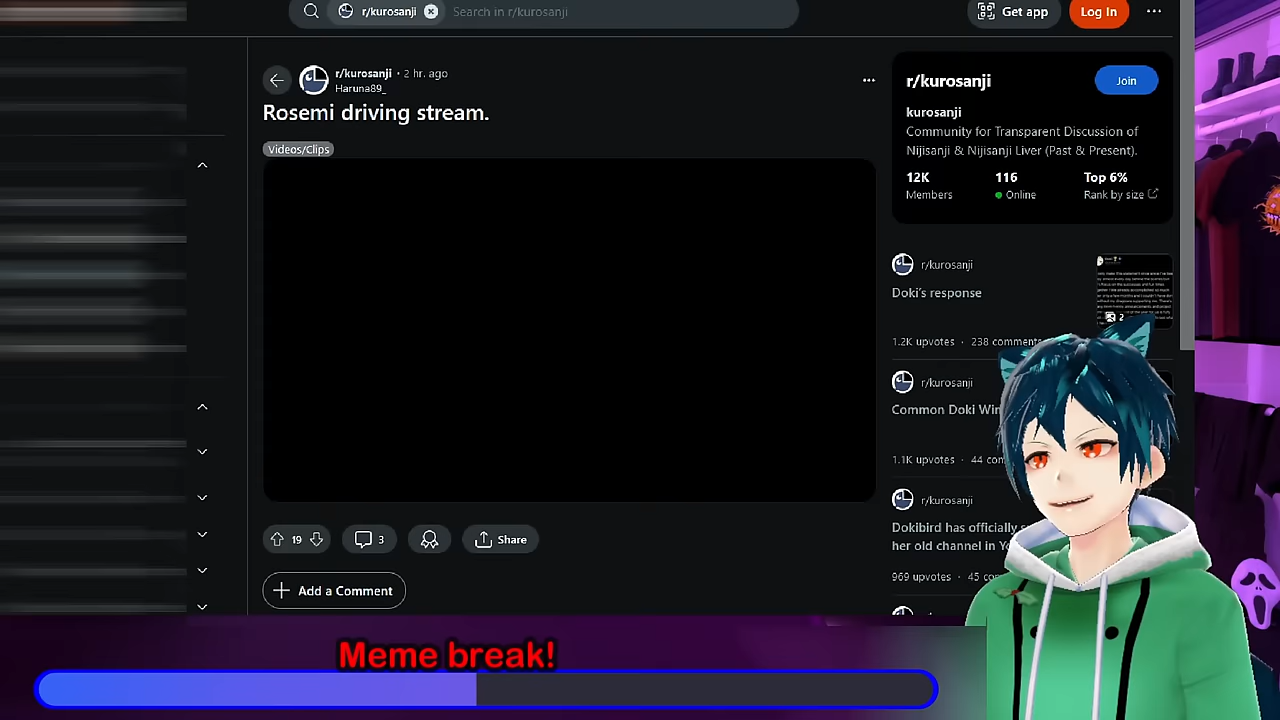 r/kurosanji
Search in r/kurosanji
Get app
Log In
r/kurosanji • 2 hr. ago
Haruna89_
Rosemi driving stream.
Videos/Clips
19
3
Share
Add a Comment
r/kurosanji
Join
kurosanji
Community for Transparent Discussion of
Nijisanji & Nijisanji Liver (Past & Present).
12K
116
Top 6%
Members
Online
Rank by size
r/kurosanji
Doki's response
2
1.2K upvotes · 238 comments
r/kurosanji
Common Doki Win
1.1K upvotes · 44 com
r/kurosanji
Dokibird has officially
her old channel in
969 upvotes · 45 co
Meme break!